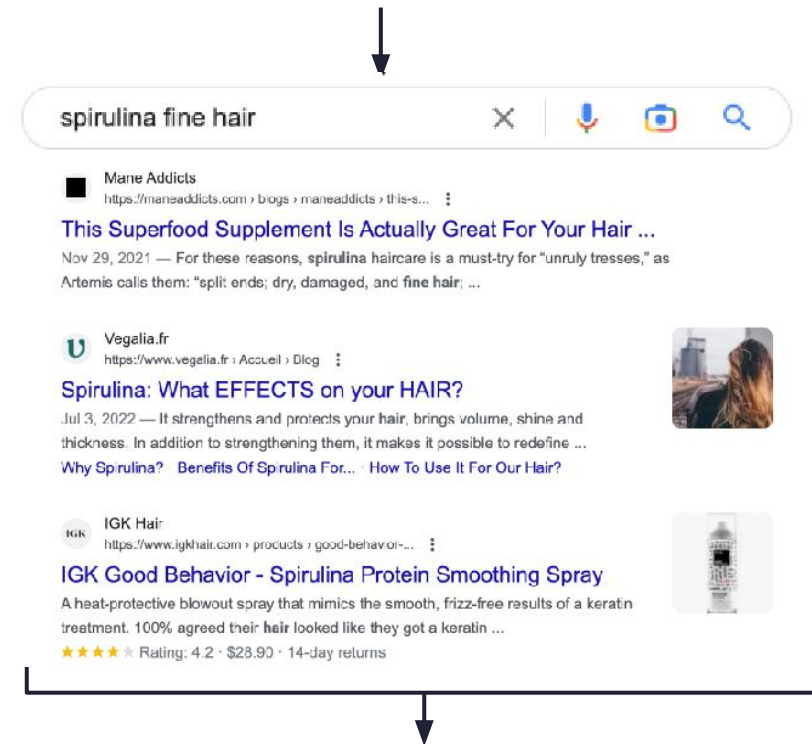 spirulina fine hair
Mane Addicts
https://maneaddicts.com › blogs › maneaddicts › this-s...
This Superfood Supplement Is Actually Great For Your Hair ...
Nov 29, 2021 — For these reasons, spirulina haircare is a must-try for “unruly tresses,” as
Artemis calls them: “split ends; dry, damaged, and fine hair; ...
Vegalia.fr
https://www.vegalia.fr › Accueil › Blog
Spirulina: What EFFECTS on your HAIR?
Jul 3, 2022 — It strengthens and protects your hair, brings volume, shine and
thickness. In addition to strengthening them, it makes it possible to redefine ...
Why Spirulina? · Benefits Of Spirulina For... · How To Use It For Our Hair?
IGK
IGK Hair
https://www.igkhair.com › products › good-behavior-...
IGK Good Behavior - Spirulina Protein Smoothing Spray
A heat-protective blowout spray that mimics the smooth, frizz-free results of a keratin
treatment. 100% agreed their hair looked like they got a keratin ...
Rating: 4.2 · $28.90 · 14-day returns